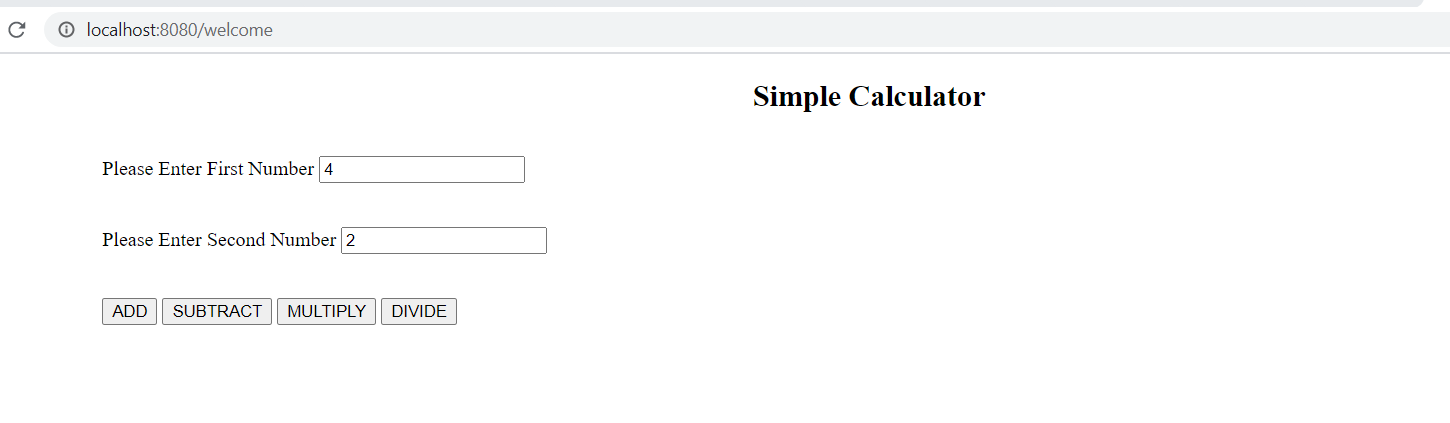 localhost:8080/welcome
Simple Calculator
Please Enter First Number 4
Please Enter Second Number 2
ADD SUBTRACT MULTIPLY DIVIDE